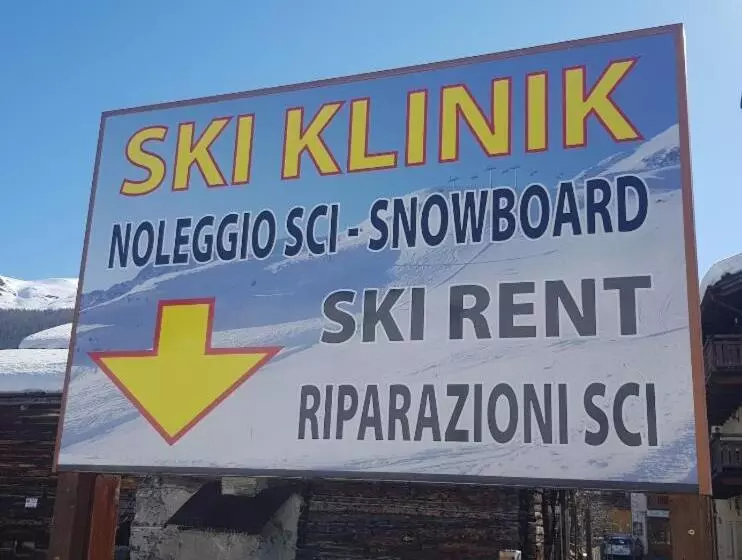 SKI KLINIK
NOLEGGIO SCI - SNOWBOARD
SKI RENT
RIPARAZIONI SCI